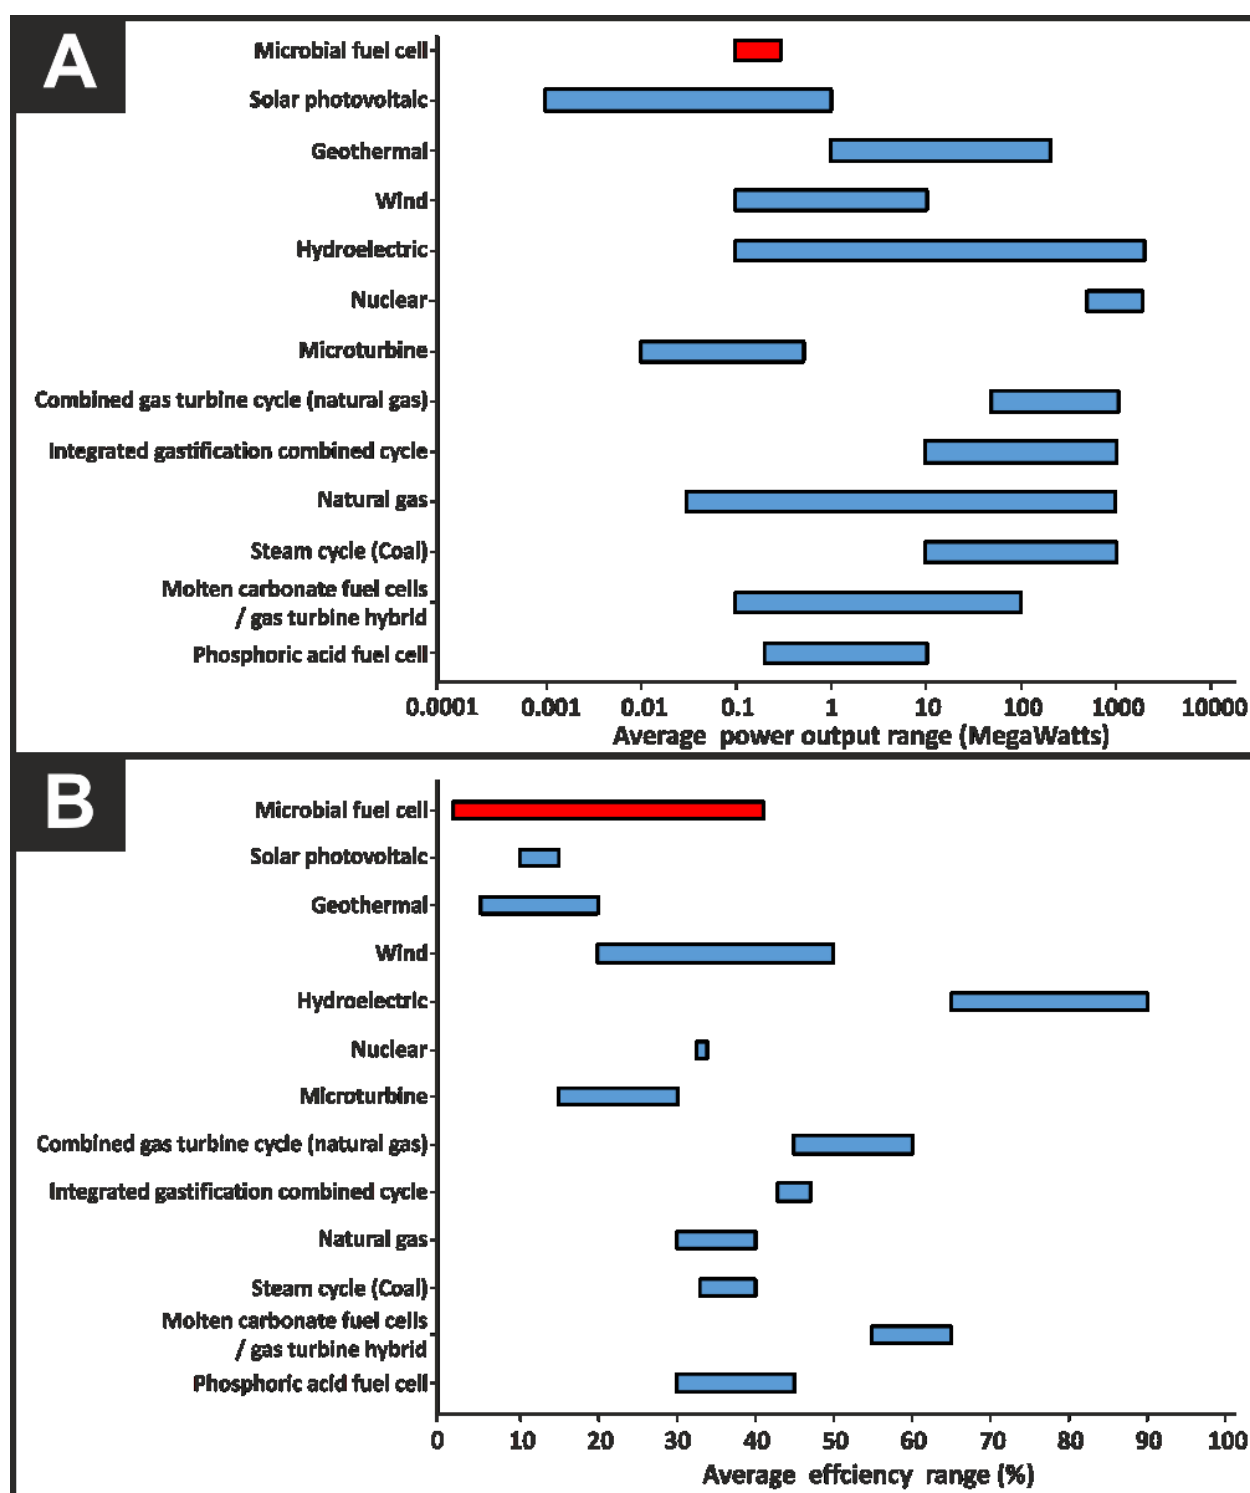 A
Microbial fuel cell
Solar photovoltaic
Geothermal
Wind
Hydroelectric
Nuclear
Microturbine
Combined gas turbine cycle (natural gas)
Integrated gastification combined cycle
Natural gas
Steam cycle (Coal)
Molten carbonate fuel cells
/ gas turbine hybrid
Phosphoric acid fuel cell
0.0001 0.001 0.01 0.1 1 10 100 1000 10000
Average power output range (MegaWatts)
B
Microbial fuel cell
Solar photovoltaic
Geothermal
Wind
Hydroelectric
Nuclear
Microturbine
Combined gas turbine cycle (natural gas)
Integrated gastification combined cycle
Natural gas
Steam cycle (Coal)
Molten carbonate fuel cells
/ gas turbine hybrid
Phosphoric acid fuel cell
0 10 20 30 40 50 60 70 80 90 100
Average effciency range (%)